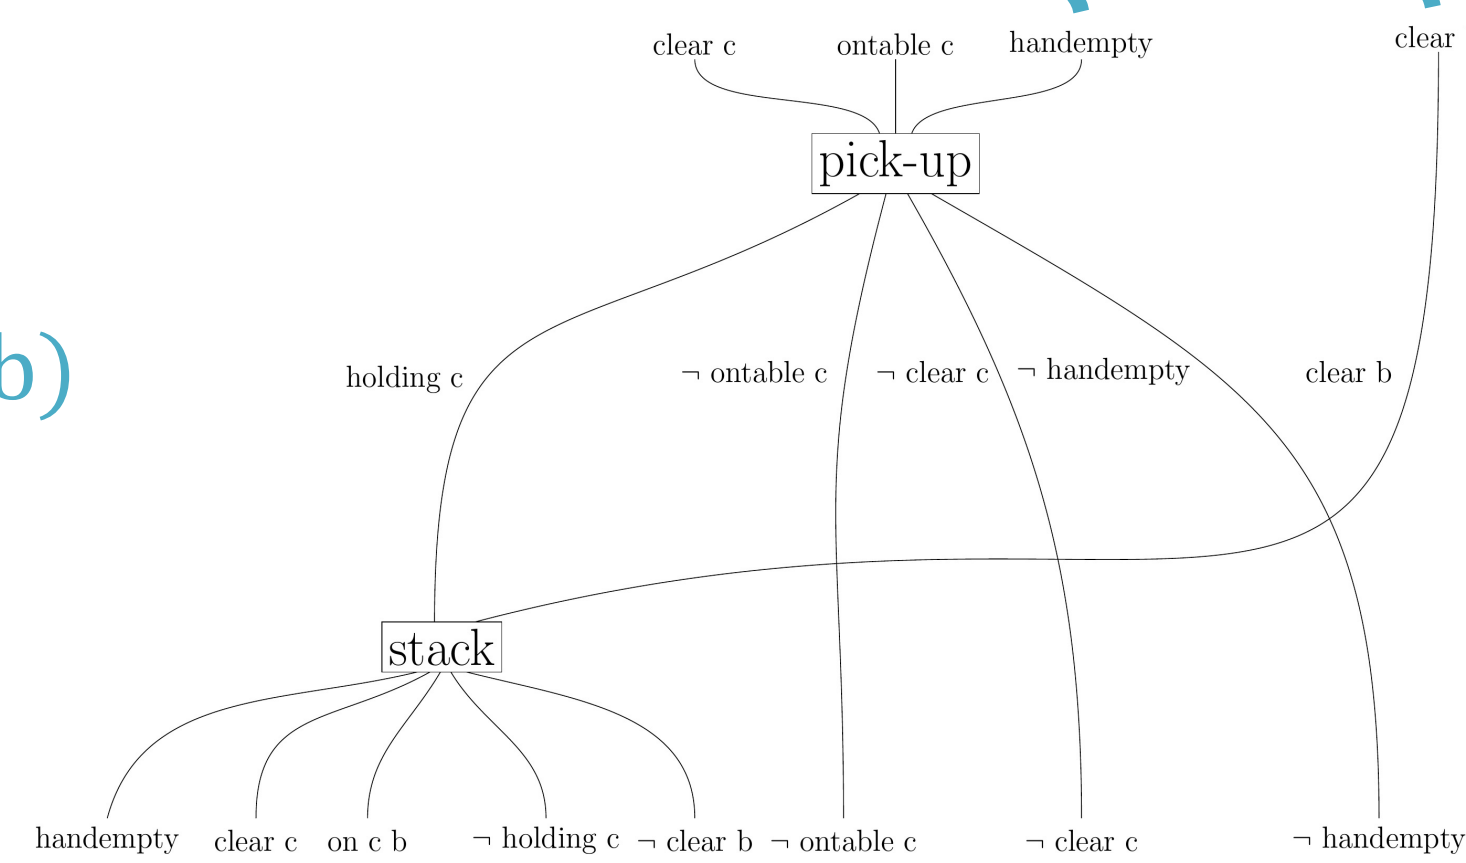 clear c ontable c handempty clear
pick-up
b)
holding c ¬ ontable c ¬ clear c ¬ handempty clear b
stack
handempty clear c on c b ¬ holding c ¬ clear b ¬ ontable c ¬ clear c ¬ handempty